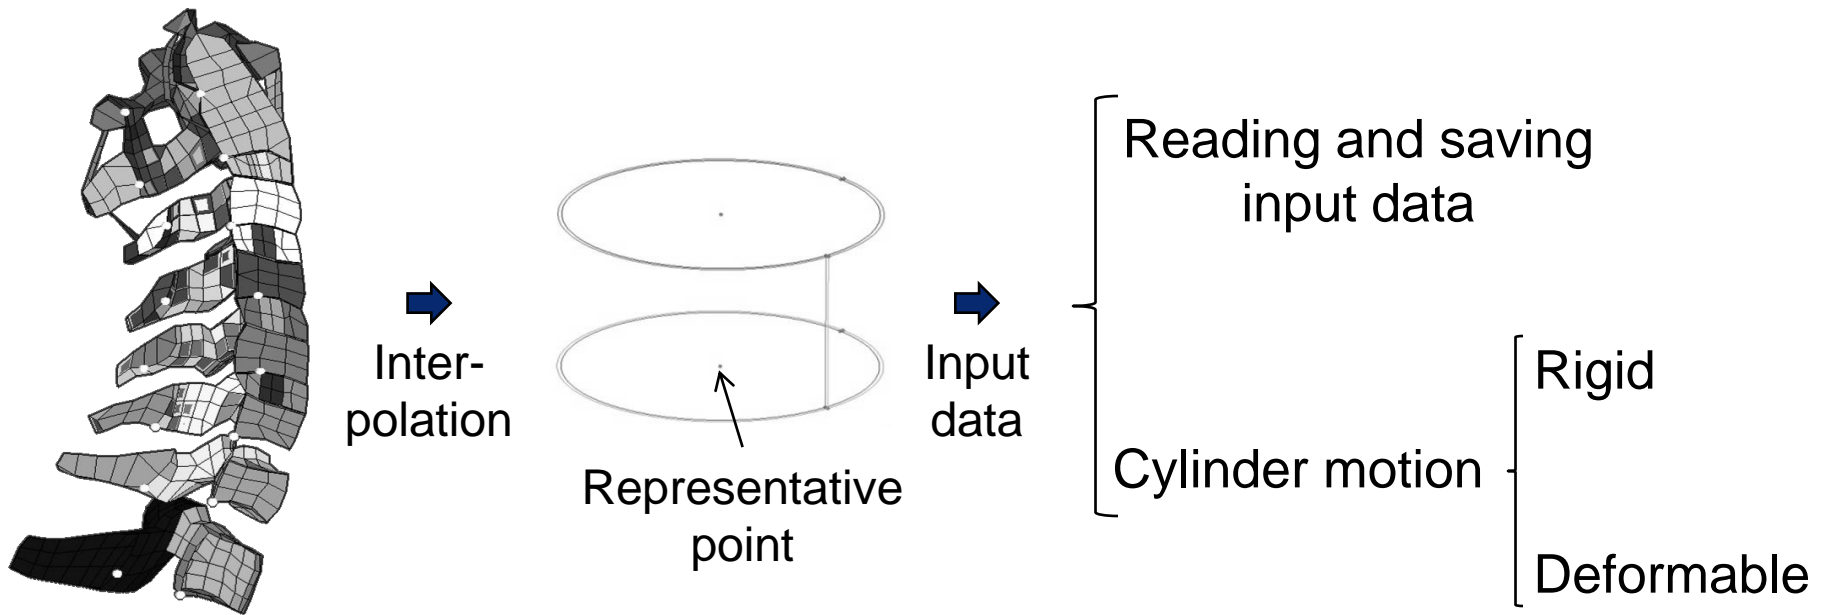 Inter-
polation
Representative
point
Input
data
Reading and saving
input data
Cylinder motion
Rigid
Deformable